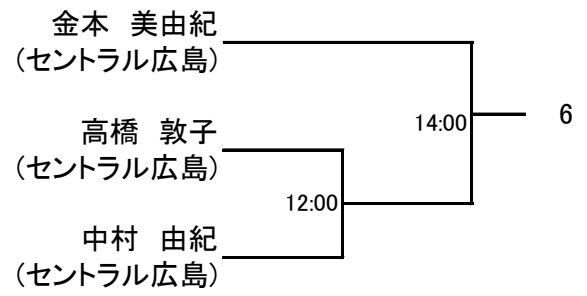 金本　美由紀
(セントラル広島)
14:00
6
高橋　敦子
(セントラル広島)
12:00
中村　由紀
(セントラル広島)